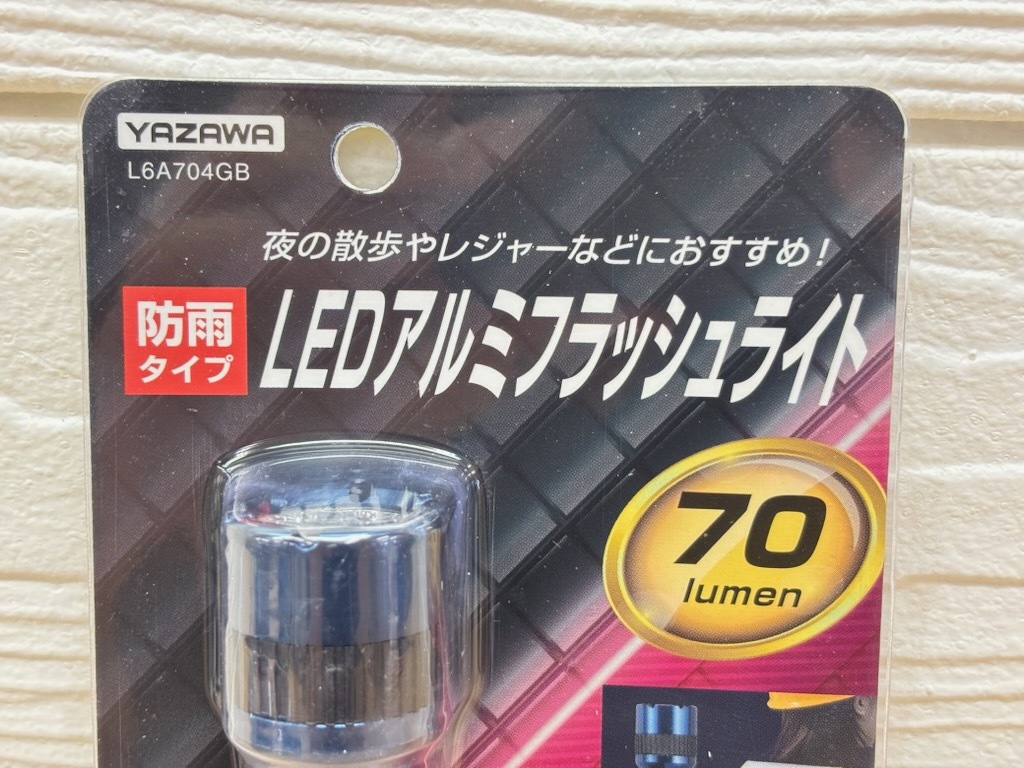 YAZAWA
L6A704GB
夜の散歩やレジャーなどにおすすめ!
防雨
タイプ
LEDアルミフラッシュライト
70
lumen